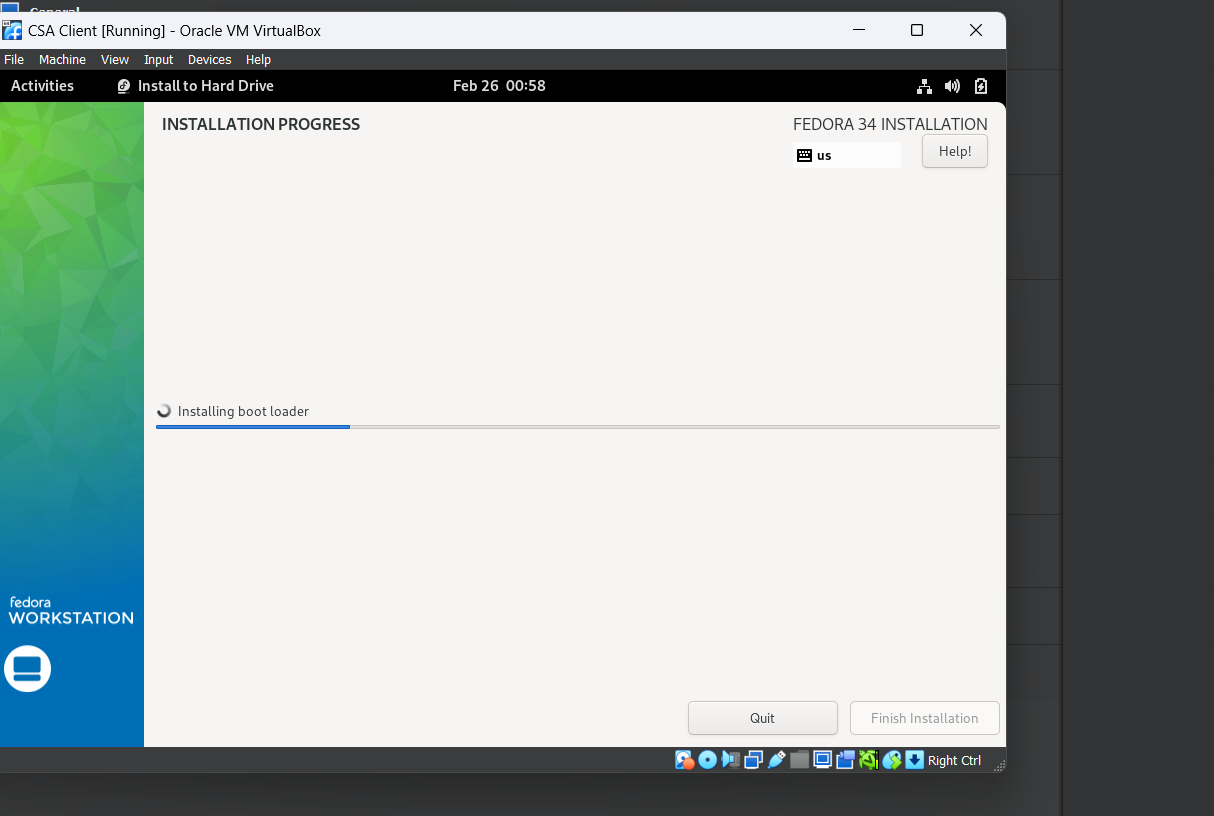 General
CSA Client [Running] - Oracle VM VirtualBox
File Machine View Input Devices Help
Activities Install to Hard Drive Feb 26 00:58
INSTALLATION PROGRESS
FEDORA 34 INSTALLATION
us
Help!
Installing boot loader
fedora
WORKSTATION
Quit
Finish Installation
Right Ctrl